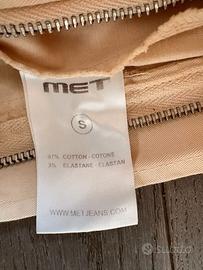 MET
S
97% COTTON - COTONE
3% ELASTANE - ELASTAN
WWW.METJEANS.COM
subito